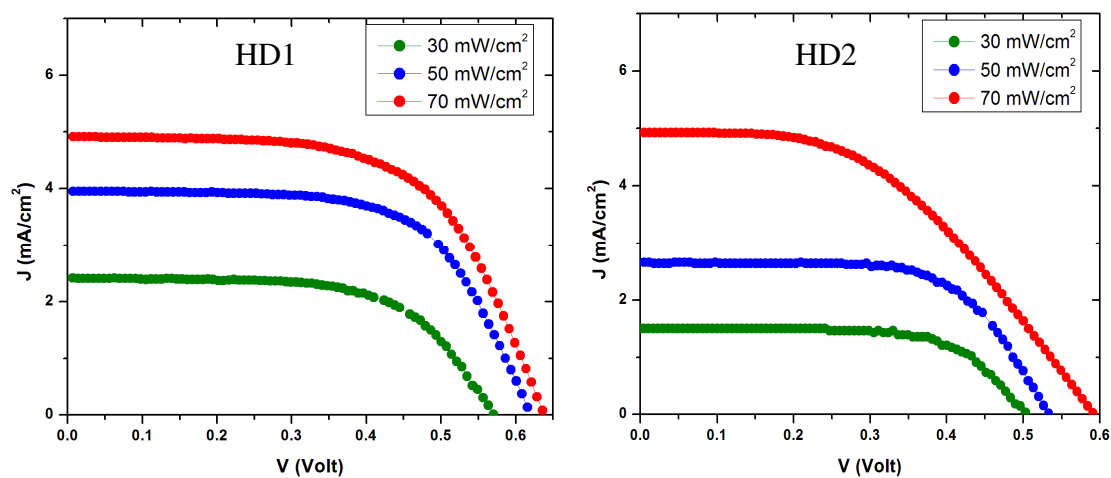 HD1
30 mW/cm²
50 mW/cm²
70 mW/cm²
J (mA/cm²)
6
4
2
0
0.0 0.1 0.2 0.3 0.4 0.5 0.6
V (Volt)
HD2
30 mW/cm²
50 mW/cm²
70 mW/cm²
J (mA/cm²)
6
4
2
0
0.0 0.1 0.2 0.3 0.4 0.5 0.6
V (Volt)